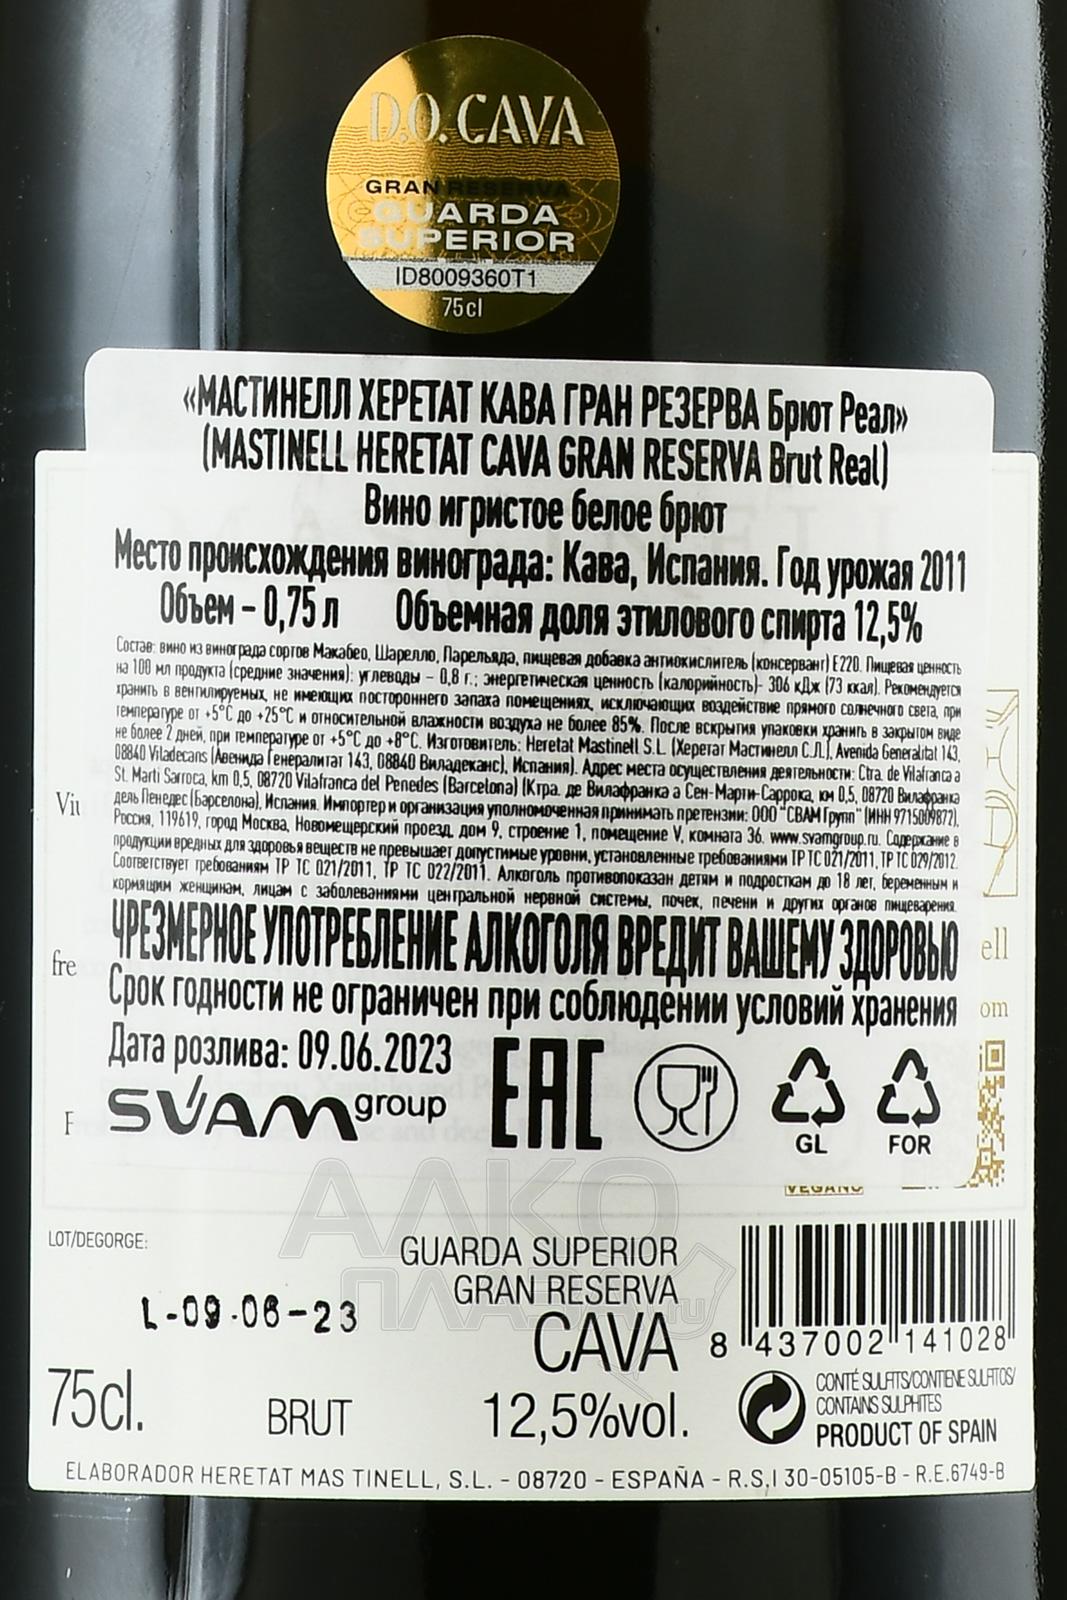 D.O. CAVA
GRAN RESERVA
GUARDA
SUPERIOR
ID8009360T1
75cl
«МАСТИНЕЛЛ ХЕРЕТАТ КАВА ГРАН РЕЗЕРВА Брют Реал»
(MASTINELL HERETAT CAVA GRAN RESERVA Brut Real)
Вино игристое белое брют
Место происхождения винограда: Кава, Испания. Год урожая 2011
Объем – 0,75 л Объемная доля этилового спирта 12,5%
Состав: вино из винограда сортов Макабео, Шарелло, Парельяда, пищевая добавка антиокислитель (консервант) Е220. Пищевая ценность
на 100 мл продукта (средние значения): углеводы – 0,8 г.; энергетическая ценность (калорийность)- 306 кДж (73 ккал). Рекомендуется
хранить в вентилируемых, не имеющих постороннего запаха помещениях, исключающих воздействие прямого солнечного света, при
температуре от +5°С до +25°С и относительной влажности воздуха не более 85%. После вскрытия упаковки хранить в закрытом виде
не более 2 дней, при температуре от +5°С до +8°С. Изготовитель: Heretat Mastinell S.L. (Херетат Мастинелл С.Л.), Avenida Generalitat 143,
08840 Viladecans (Авенида Генералитат 143, 08840 Виладеканс), Испания). Адрес места осуществления деятельности: Ctra. de Vilafranca a
St. Marti Sarroca, km 0,5, 08720 Vilafranca del Penedes (Barcelona) (Ктра. де Вилафранка а Сен-Марти-Саррока, км 0,5, 08720 Вилафранка
дель Пенедес (Барселона), Испания. Импортер и организация уполномоченная принимать претензии: ООО "СВАМ Групп" (ИНН 9715009872),
Россия, 119619, город Москва, Новомещерский проезд, дом 9, строение 1, помещение V, комната 36. www.svamgroup.ru. Содержание в
продукции вредных для здоровья веществ не превышает допустимые уровни, установленные требованиями ТР ТС 021/2011, ТР ТС 029/2012.
Соответствует требованиям ТР ТС 021/2011, ТР ТС 022/2011. Алкоголь противопоказан детям и подросткам до 18 лет, беременным и
кормящим женщинам, лицам с заболеваниями центральной нервной системы, почек, печени и других органов пищеварения.
ЧРЕЗМЕРНОЕ УПОТРЕБЛЕНИЕ АЛКОГОЛЯ ВРЕДИТ ВАШЕМУ ЗДОРОВЬЮ
Срок годности не ограничен при соблюдении условий хранения
Дата розлива: 09.06.2023
SVAM group
EAC
GL
FOR
fre
ell
om
VEGANO
LOT/DEGORGE:
L-09.06-23
GUARDA SUPERIOR
GRAN RESERVA
CAVA
75cl.
BRUT
12,5%vol.
8 437002 141028
CONTÉ SULFITS/CONTIENE SULFITOS/
CONTAINS SULPHITES
PRODUCT OF SPAIN
ELABORADOR HERETAT MAS TINELL, S.L. - 08720 - ESPAÑA - R.S.I 30-05105-B - R.E.6749-B
АЛКО
ПЛАЗА
.ru